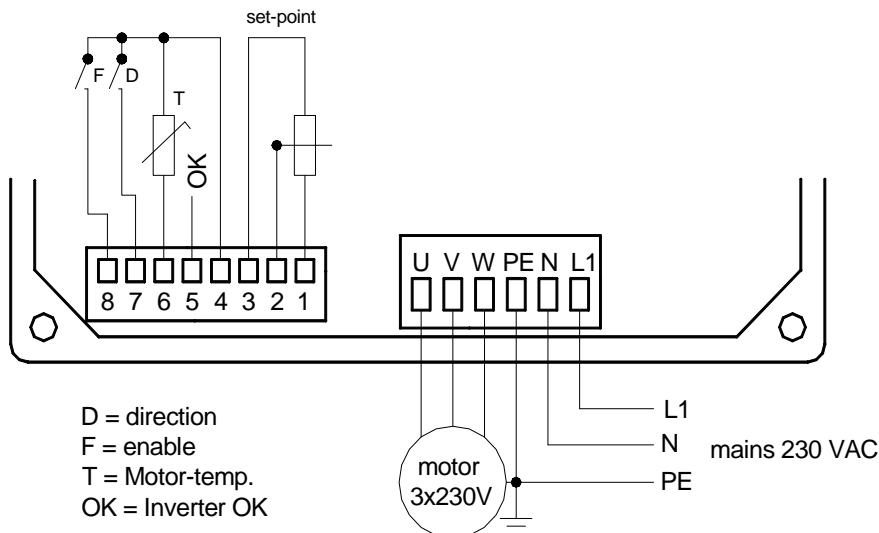 set-point
F D
T
OK
8 7 6 5 4 3 2 1
U V W PE N L1
D = direction
F = enable
T = Motor-temp.
OK = Inverter OK
motor
3x230V
L1
N
PE
mains 230 VAC